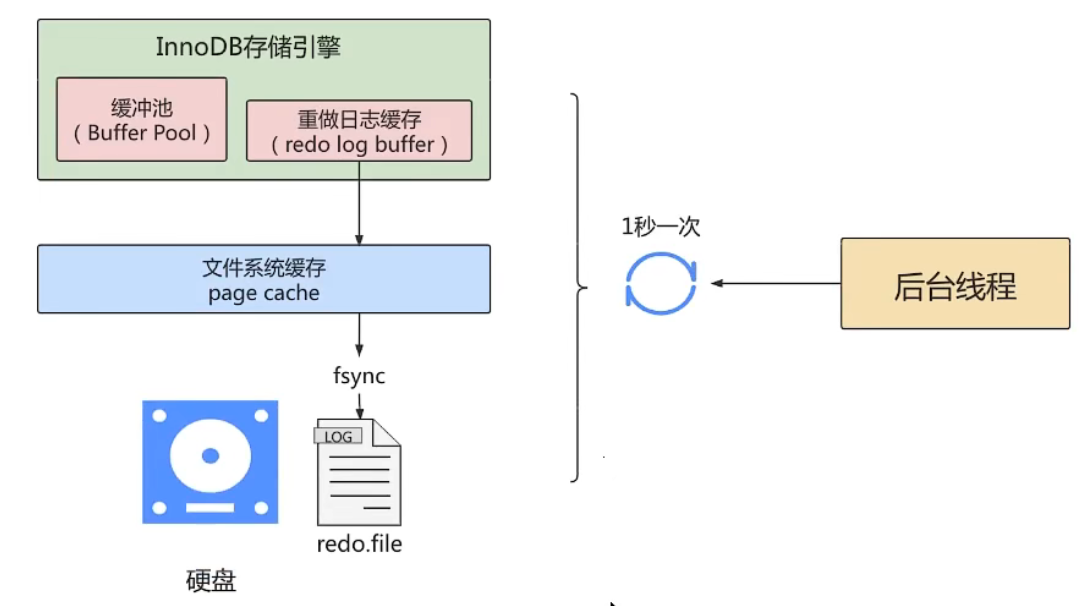 InnoDB存储引擎
缓冲池
（Buffer Pool）
重做日志缓存
（redo log buffer）
文件系统缓存
page cache
fsync
LOG
redo.file
硬盘
1秒一次
后台线程